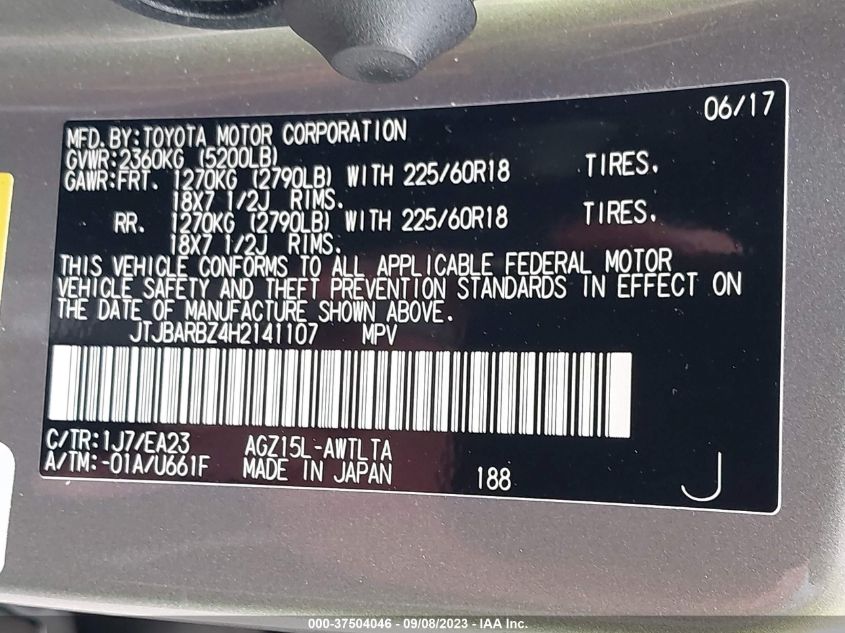 06/17
MFD.BY:TOYOTA MOTOR CORPORATION
GVWR:2360KG (5200LB)
GAWR:FRT. 1270KG (2790LB) WITH 225/60R18 TIRES.
18X7 1/2J RIMS.
RR. 1270KG (2790LB) WITH 225/60R18 TIRES.
18X7 1/2J RIMS.
THIS VEHICLE CONFORMS TO ALL APPLICABLE FEDERAL MOTOR
VEHICLE SAFETY AND THEFT PREVENTION STANDARDS IN EFFECT ON
THE DATE OF MANUFACTURE SHOWN ABOVE.
JTJBARBZ4H2141107 MPV
C/TR:1J7/EA23 AGZ15L-AWTLTA
A/TM:-01A/U661F MADE IN JAPAN 188 J
000-37504046 - 09/08/2023 - IAA Inc.